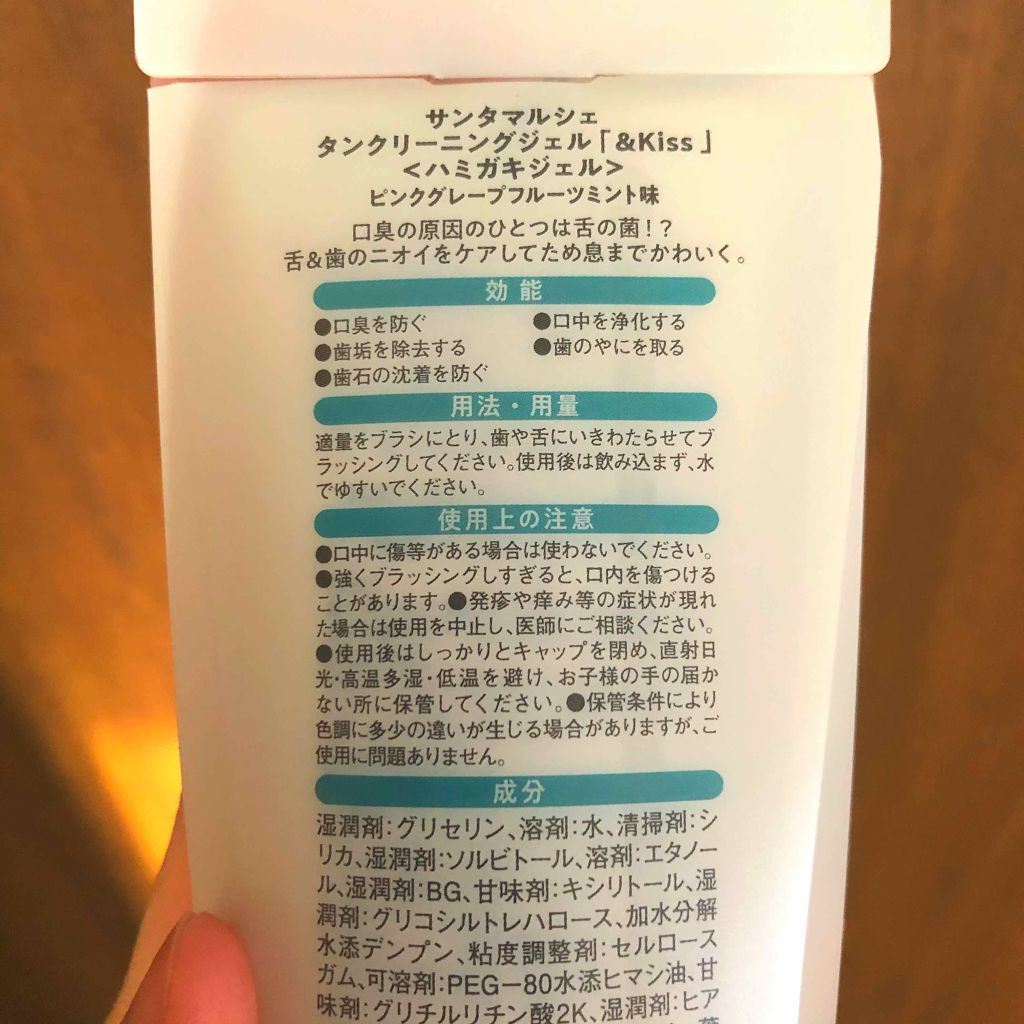 サンタマルシェ
タンクリーニングジェル「&Kiss」
<ハミガキジェル>
ピンクグレープフルーツミント味
口臭の原因のひとつは舌の菌!?
舌&歯のニオイをケアしてため息までかわいく。
効能
●口臭を防ぐ ●口中を浄化する
●歯垢を除去する ●歯のやにを取る
●歯石の沈着を防ぐ
用法・用量
適量をブラシにとり、歯や舌にいきわたらせてブ
ラッシングしてください。使用後は飲み込まず、水
でゆすいでください。
使用上の注意
●口中に傷等がある場合は使わないでください。
●強くブラッシングしすぎると、口内を傷つける
ことがあります。●発疹や痒み等の症状が現れ
た場合は使用を中止し、医師にご相談ください。
●使用後はしっかりとキャップを閉め、直射日
光・高温多湿・低温を避け、お子様の手の届か
ない所に保管してください。●保管条件により
色調に多少の違いが生じる場合がありますが、ご
使用に問題ありません。
成分
湿潤剤:グリセリン、溶剤:水、清掃剤:シ
リカ、湿潤剤:ソルビトール、溶剤:エタノー
ル、湿潤剤:BG、甘味剤:キシリトール、湿
潤剤:グリコシルトレハロース、加水分解
水添デンプン、粘度調整剤:セルロース
ガム、可溶剤:PEG－80水添ヒマシ油、甘
味剤:グリチルリチン酸2K、湿潤剤:ヒア